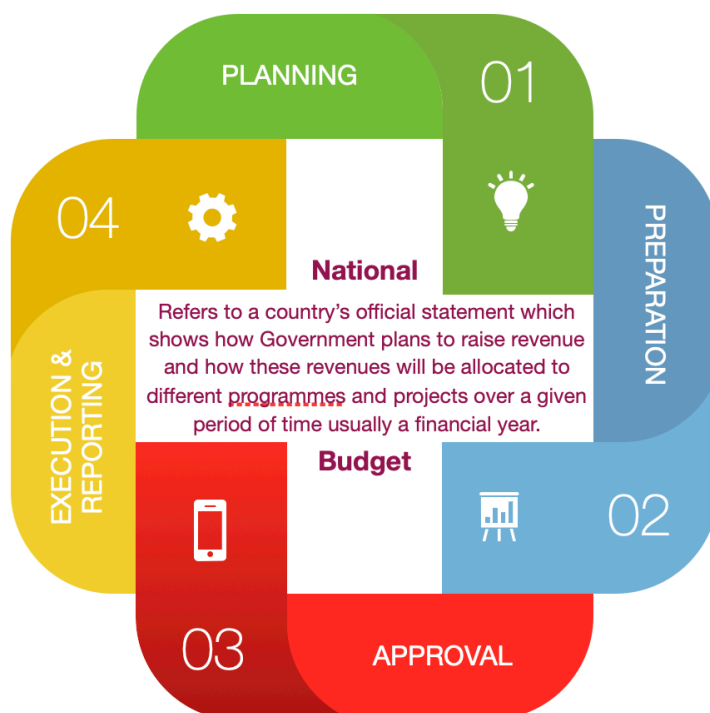 PLANNING
01
PREPARATION
02
APPROVAL
03
EXECUTION &
REPORTING
04
National
Refers to a country’s official statement which
shows how Government plans to raise revenue
and how these revenues will be allocated to
different programmes and projects over a given
period of time usually a financial year.
Budget